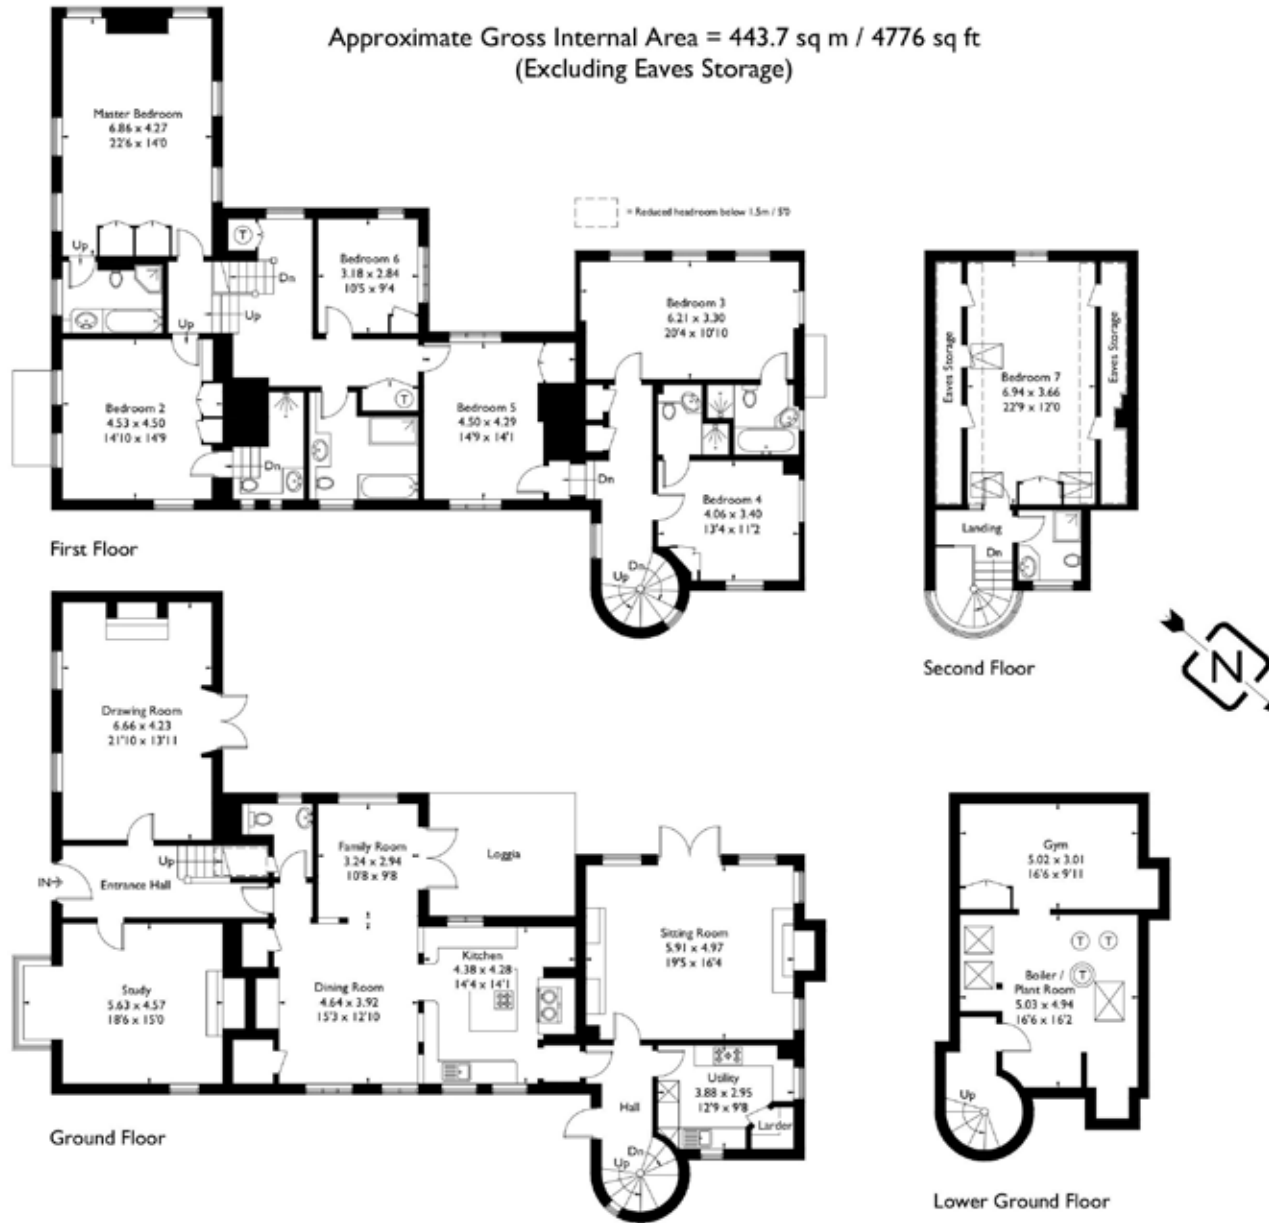 Approximate Gross Internal Area = 443.7 sq m / 4776 sq ft
(Excluding Eaves Storage)
Master Bedroom
6.86 x 4.27
22'6 x 14'0
Up
T
Dn
Up
Up
Bedroom 6
3.18 x 2.84
10'5 x 9'4
Bedroom 2
4.53 x 4.50
14'10 x 14'9
Dn
T
Bedroom 5
4.50 x 4.29
14'9 x 14'1
Dn
= Reduced headroom below 1.5m / 5'0
Bedroom 3
6.21 x 3.30
20'4 x 10'10
Bedroom 4
4.06 x 3.40
13'4 x 11'2
Dn
Up
First Floor
Eaves Storage
Bedroom 7
6.94 x 3.66
22'9 x 12'0
Eaves Storage
Landing
Dn
Second Floor
N
Drawing Room
6.66 x 4.23
21'10 x 13'11
IN
Entrance Hall
Up
Family Room
3.24 x 2.94
10'8 x 9'8
Loggia
Study
5.63 x 4.57
18'6 x 15'0
Dining Room
4.64 x 3.92
15'3 x 12'10
Kitchen
4.38 x 4.28
14'4 x 14'1
Sitting Room
5.91 x 4.97
19'5 x 16'4
Utility
3.88 x 2.95
12'9 x 9'8
Larder
Hall
Dn
Up
Ground Floor
Gym
5.02 x 3.01
16'6 x 9'11
T
T
T
Boiler /
Plant Room
5.03 x 4.94
16'6 x 16'2
Up
Lower Ground Floor